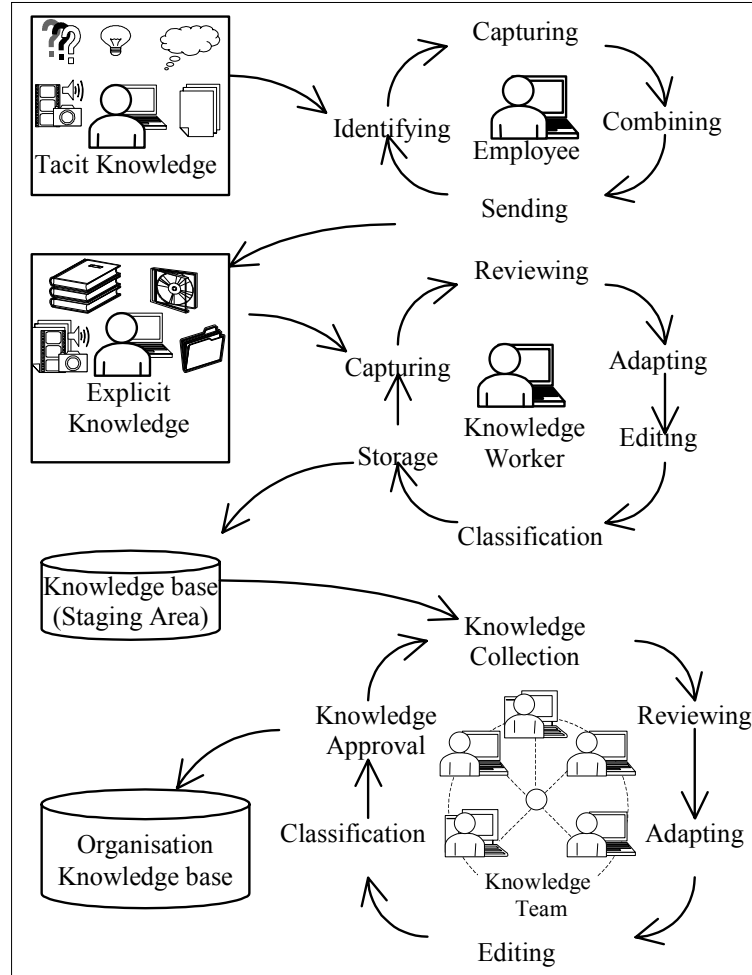 Capturing
Identifying
Combining
Employee
Tacit Knowledge
Sending
Reviewing
Capturing
Adapting
Explicit
Knowledge
Knowledge
Worker
Editing
Storage
Classification
Knowledge base
(Staging Area)
Knowledge
Collection
Knowledge
Approval
Reviewing
Classification
Adapting
Organisation
Knowledge base
Knowledge
Team
Editing